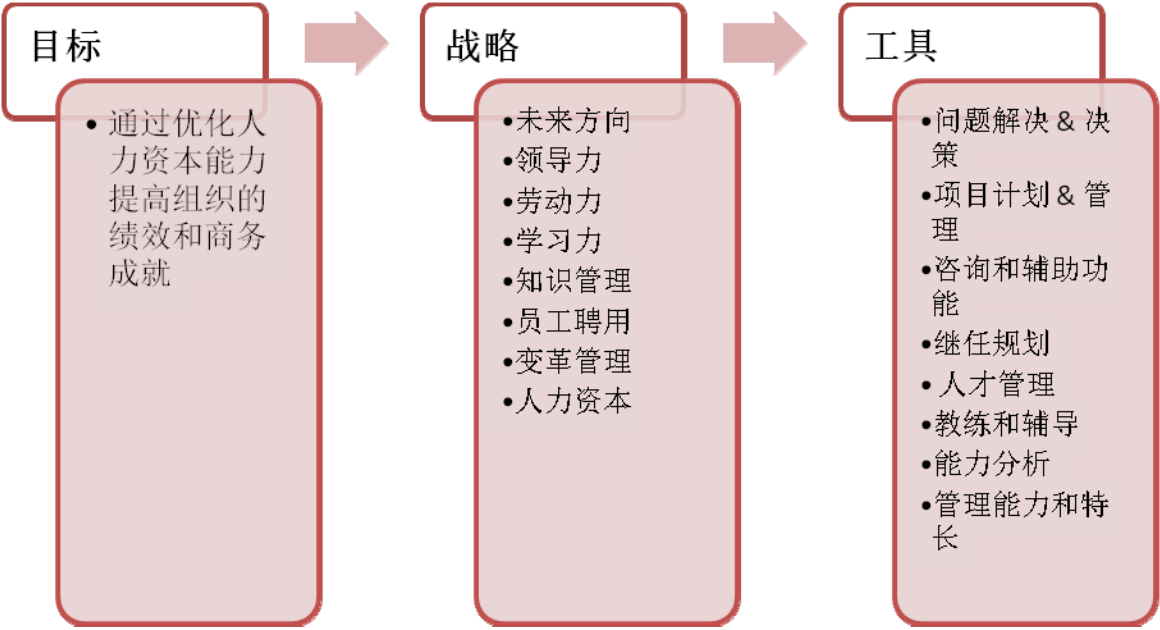 目标
• 通过优化人
力资本能力
提高组织的
绩效和商务
成就
战略
•未来方向
•领导力
•劳动力
•学习力
•知识管理
•员工聘用
•变革管理
•人力资本
工具
•问题解决 & 决
策
•项目计划 & 管
理
•咨询和辅助功
能
•继任规划
•人才管理
•教练和辅导
•能力分析
•管理能力和特
长